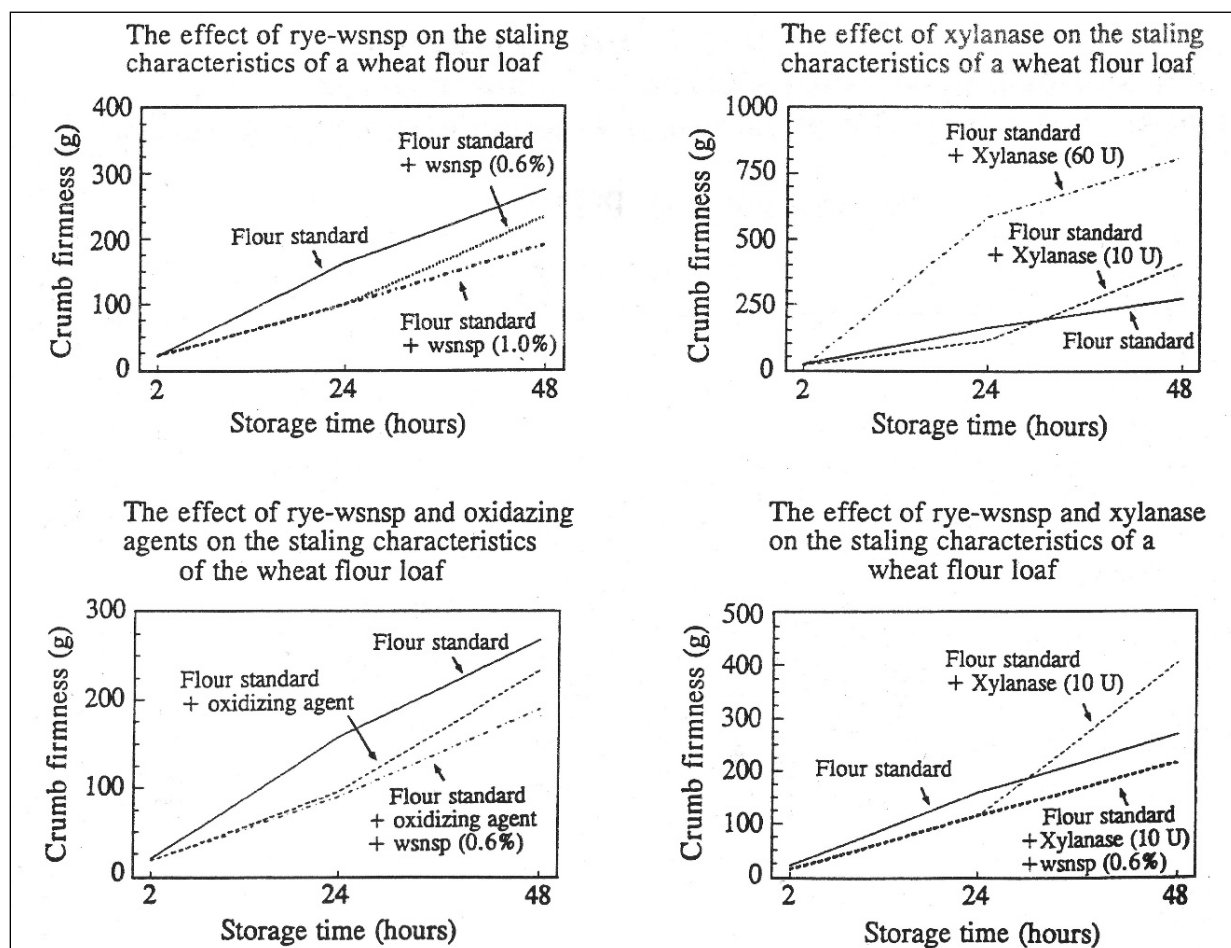 The effect of rye-wsnsp on the staling
characteristics of a wheat flour loaf
400
300
200
100
0
Crumb firmness (g)
Flour standard
+ wsnsp (0.6%)
Flour standard
Flour standard
+ wsnsp (1.0%)
2
24
48
Storage time (hours)
The effect of xylanase on the staling
characteristics of a wheat flour loaf
1000
750
500
250
0
Crumb firmness (g)
Flour standard
+ Xylanase (60 U)
Flour standard
+ Xylanase (10 U)
Flour standard
2
24
48
Storage time (hours)
The effect of rye-wsnsp and oxidazing
agents on the staling characteristics
of the wheat flour loaf
300
200
100
0
Crumb firmness (g)
Flour standard
Flour standard
+ oxidizing agent
Flour standard
+ oxidizing agent
+ wsnsp (0.6%)
2
24
48
Storage time (hours)
The effect of rye-wsnsp and xylanase
on the staling characteristics of a
wheat flour loaf
500
400
300
200
100
0
Crumb firmness (g)
Flour standard
+ Xylanase (10 U)
Flour standard
Flour standard
+Xylanase (10 U)
+wsnsp (0.6%)
2
24
48
Storage time (hours)